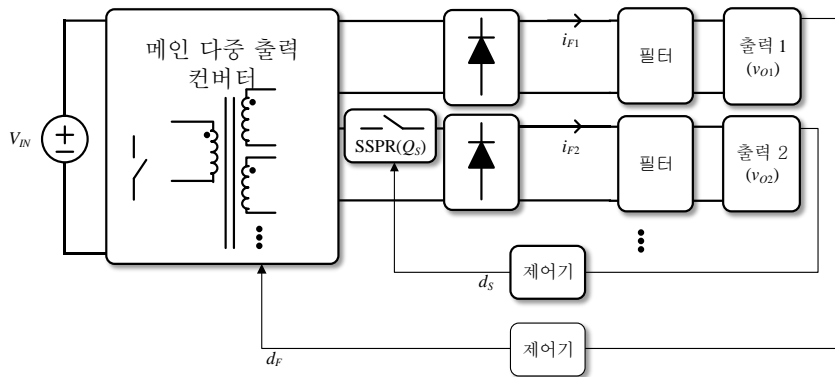 메인 다중 출력
컨버터
V_IN
i_F1
필터
출력 1
(v_O1)
SSPR(Q_S)
i_F2
필터
출력 2
(v_O2)
d_S
제어기
d_F
제어기